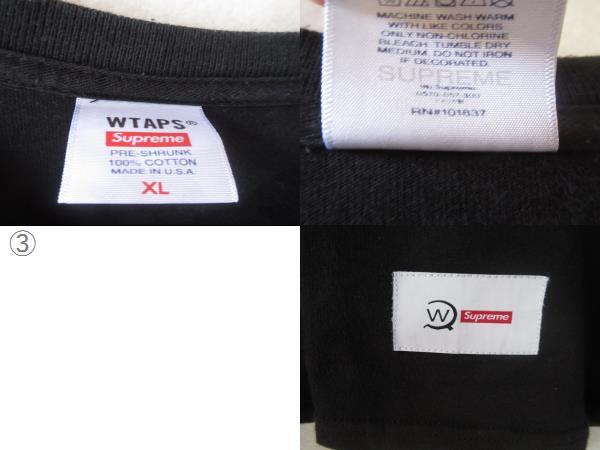 WTAPS®
Supreme
PRE-SHRUNK
100% COTTON
MADE IN U.S.A.
XL
MACHINE WASH WARM
WITH LIKE COLORS
ONLY NON-CHLORINE
BLEACH. TUMBLE DRY
MEDIUM. DO NOT IRON
IF DECORATED.
SUPREME
RN#101837
③
W
Supreme